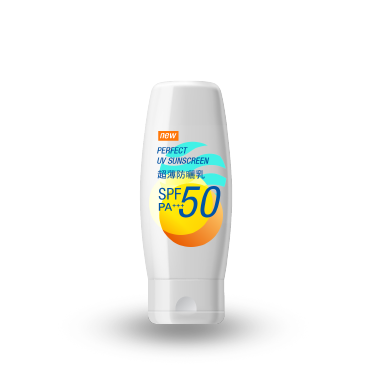 new
PERFECT
UV SUNSCREEN
超薄防曬乳
SPF 50
PA+++